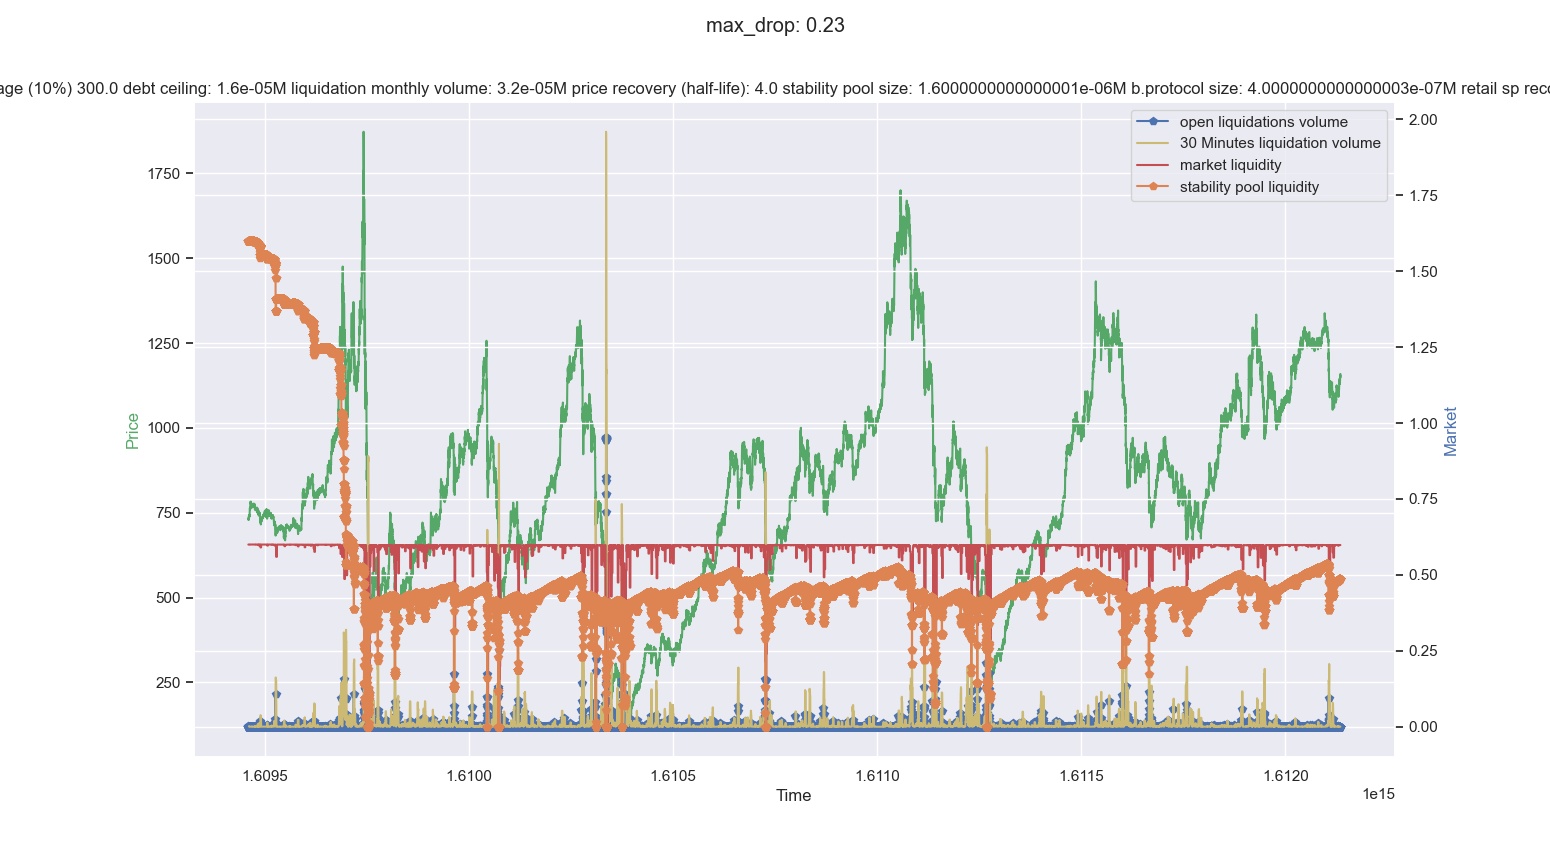 max_drop: 0.23
age (10%) 300.0 debt ceiling: 1.6e-05M liquidation monthly volume: 3.2e-05M price recovery (half-life): 4.0 stability pool size: 1.6000000000000001e-06M b.protocol size: 4.0000000000000003e-07M retail sp reco
open liquidations volume
30 Minutes liquidation volume
market liquidity
stability pool liquidity
2.00
1750
1.75
1500
1.50
1250
1.25
Price
1000
1.00
Market
750
0.75
500
0.50
250
0.25
0.00
1.6095
1.6100
1.6105
1.6110
1.6115
1.6120
Time
1e15